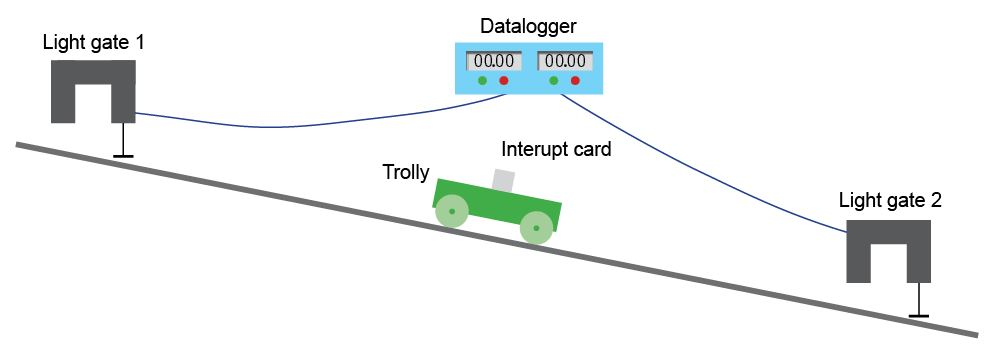 Datalogger
Light gate 1
00.00 00.00
Interupt card
Trolly
Light gate 2